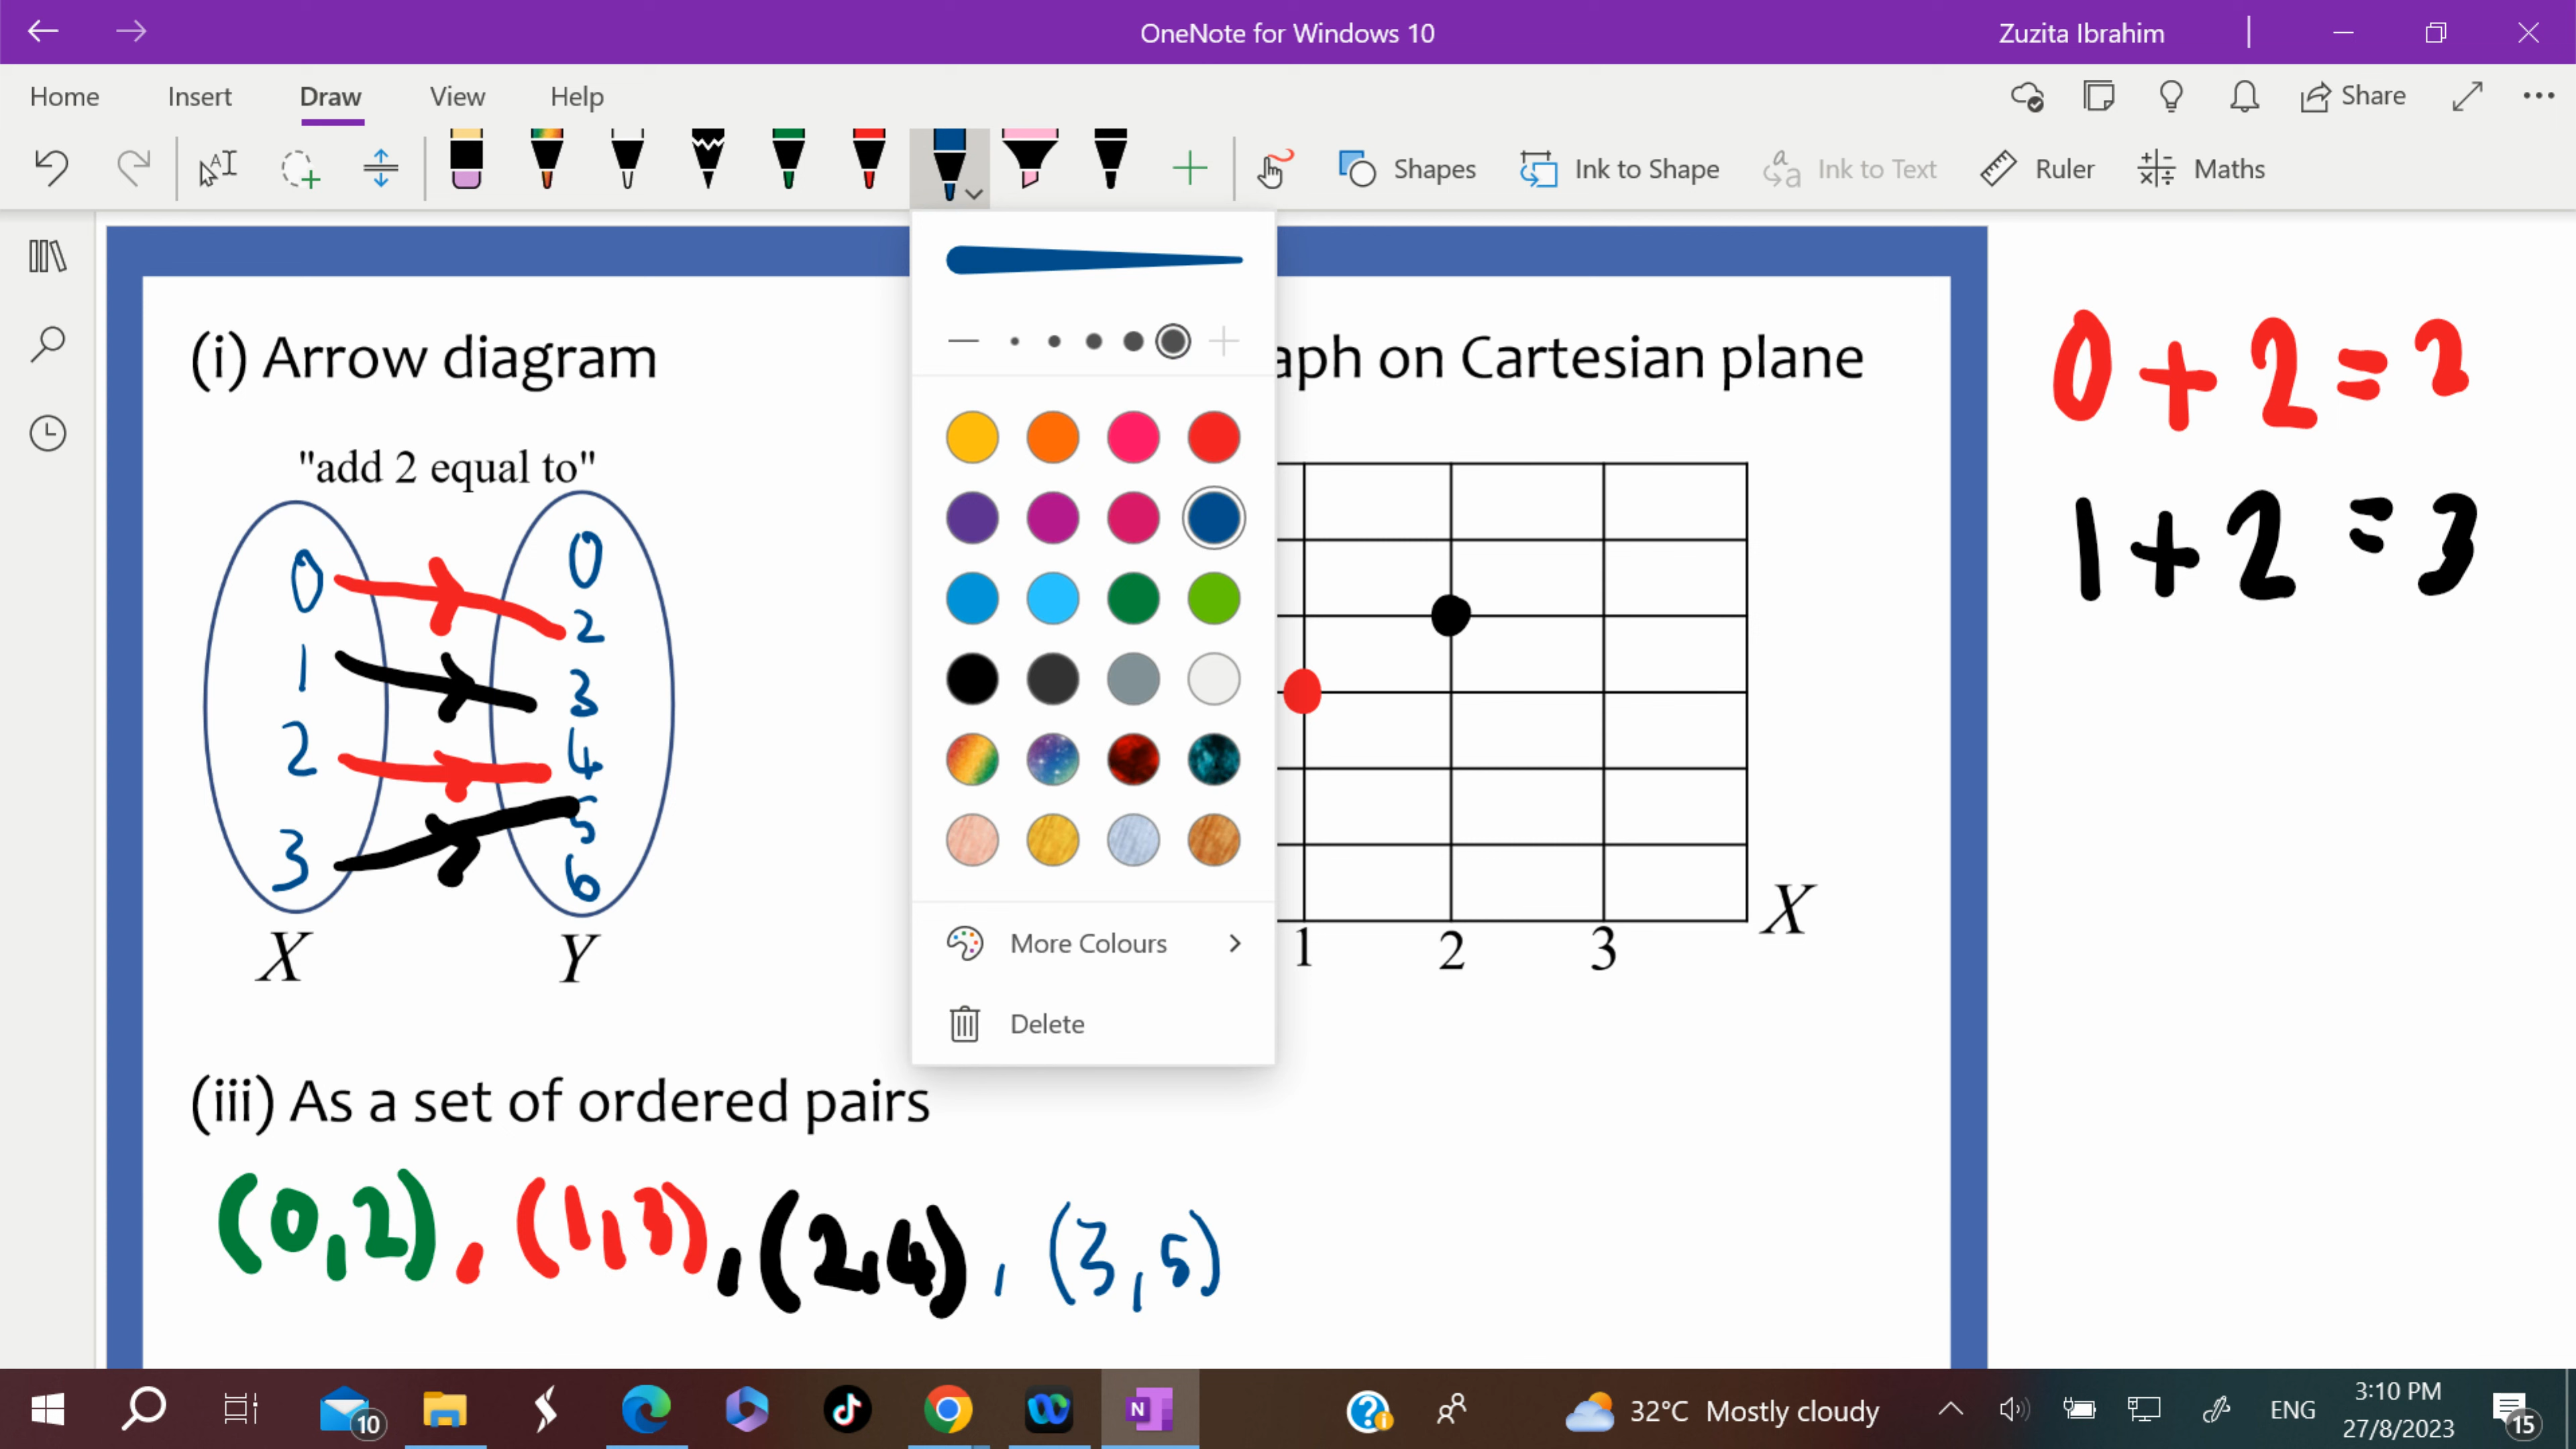 OneNote for Windows 10
Zuzita Ibrahim
Home Insert Draw View Help
Share
Shapes Ink to Shape Ink to Text Ruler Maths
(i) Arrow diagram
aph on Cartesian plane
"add 2 equal to"
0 + 2 = 2
1 + 2 = 3
0
1
2
3
0
2
3
4
5
6
X Y
X
1 2 3
More Colours
Delete
(iii) As a set of ordered pairs
(0,2), (1,3), (2,4), (3,5)
10
32°C Mostly cloudy
ENG
3:10 PM
27/8/2023
15